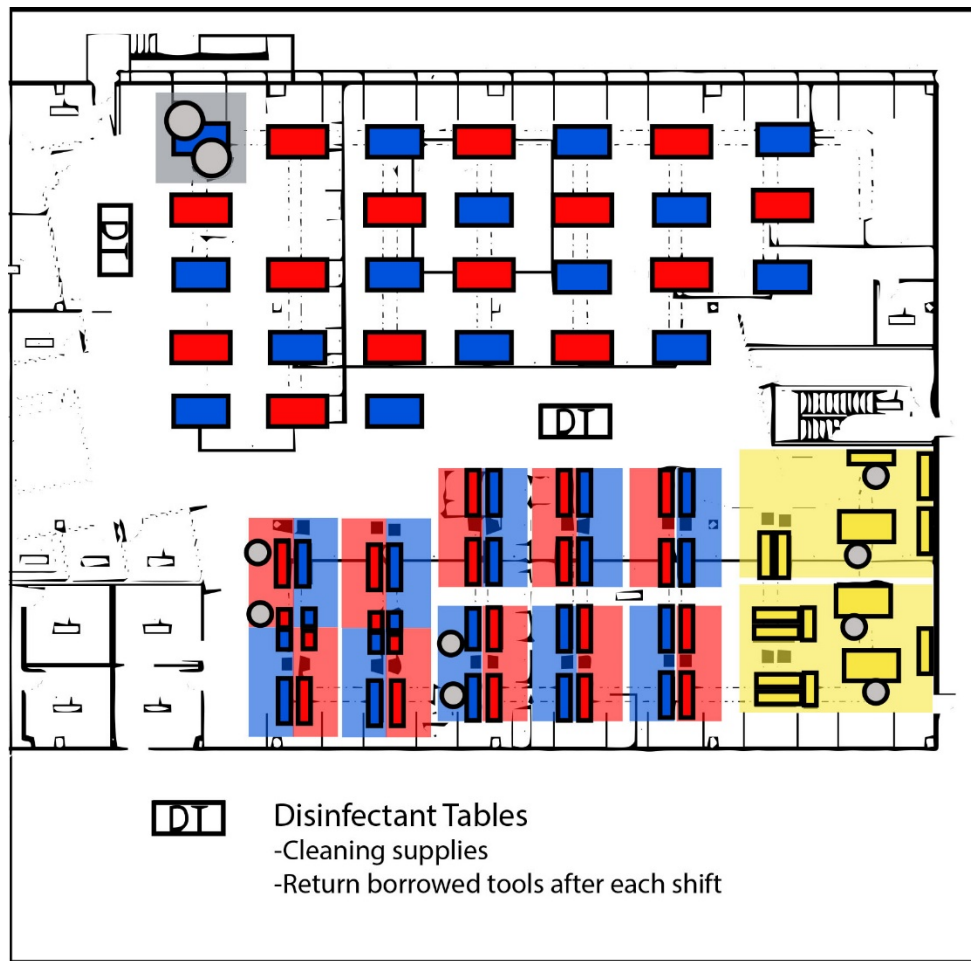 DT
DT
DT
Disinfectant Tables
-Cleaning supplies
-Return borrowed tools after each shift